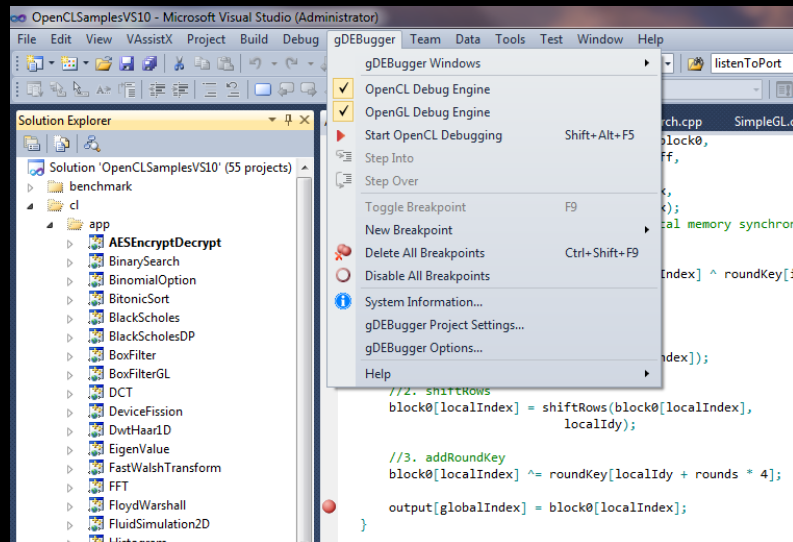 OpenCLSamplesVS10 - Microsoft Visual Studio (Administrator)
File Edit View VAssistX Project Build Debug gDEBugger Team Data Tools Test Window Help
listenToPort
gDEBugger Windows
OpenCL Debug Engine
OpenGL Debug Engine
Start OpenCL Debugging Shift+Alt+F5
Step Into
Step Over
Toggle Breakpoint F9
New Breakpoint
Delete All Breakpoints Ctrl+Shift+F9
Disable All Breakpoints
System Information...
gDEBugger Project Settings...
gDEBugger Options...
Help
Solution Explorer
Solution 'OpenCLSamplesVS10' (55 projects)
benchmark
cl
app
AESEncryptDecrypt
BinarySearch
BinomialOption
BitonicSort
BlackScholes
BlackScholesDP
BoxFilter
BoxFilterGL
DCT
DeviceFission
DwtHaar1D
EigenValue
FastWalshTransform
FFT
FloydWarshall
FluidSimulation2D
Histogram
rch.cpp SimpleGL.c
block0,
ff,
x,
x);
al memory synchron
Index] ^ roundKey[i
ndex]);
//2. shiftRows
block0[localIndex] = shiftRows(block0[localIndex],
localIdy);
//3. addRoundKey
block0[localIndex] ^= roundKey[localIdy + rounds * 4];
output[globalIndex] = block0[localIndex];
}